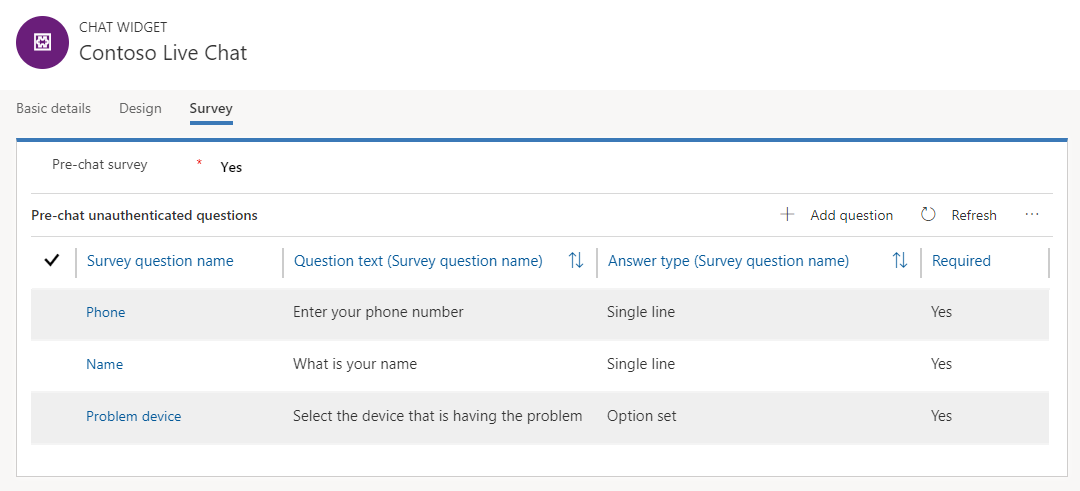 CHAT WIDGET
Contoso Live Chat
Basic details Design Survey
Pre-chat survey * Yes
Pre-chat unauthenticated questions Add question Refresh ...
Survey question name Question text (Survey question name) Answer type (Survey question name) Required
Phone Enter your phone number Single line Yes
Name What is your name Single line Yes
Problem device Select the device that is having the problem Option set Yes